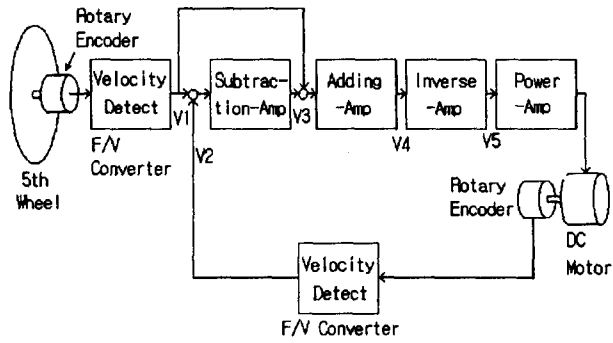 Rotary
Encoder
Velocity
Detect
F/V
Converter
5th
Wheel
V1
V2
Subtrac-
tion-Amp
V3
Adding
-Amp
V4
Inverse
-Amp
V5
Power
-Amp
Rotary
Encoder
DC
Motor
Velocity
Detect
F/V Converter